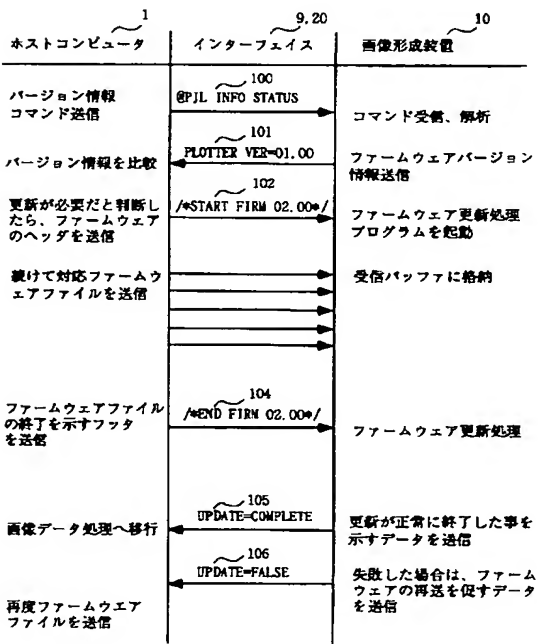 1
9,20
10
ホストコンピュータ
インターフェイス
画像形成装置
100
バージョン情報
コマンド送信
@PJL INFO STATUS
コマンド受信、解析
101
バージョン情報を比較
PLOTTER VER=01.00
ファームウェアバージョン
情報送信
102
更新が必要だと判断し
たら、ファームウェア
のヘッダを送信
/*START FIRM 02.00*/
ファームウェア更新処理
プログラムを起動
続けて対応ファームウ
ェアファイルを送信
受信バッファに格納
104
ファームウェアファイル
の終了を示すフッタ
を送信
/*END FIRM 02.00*/
ファームウェア更新処理
105
画像データ処理へ移行
UPDATE=COMPLETE
更新が正常に終了した事を
示すデータを送信
106
UPDATE=FALSE
失敗した場合は、ファーム
ウェアの再送を促すデータ
を送信
再度ファームウエア
ファイルを送信